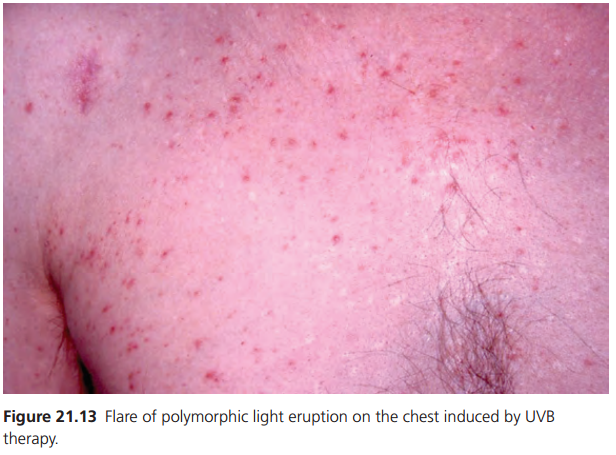 Figure 21.13 Flare of polymorphic light eruption on the chest induced by UVB
therapy.